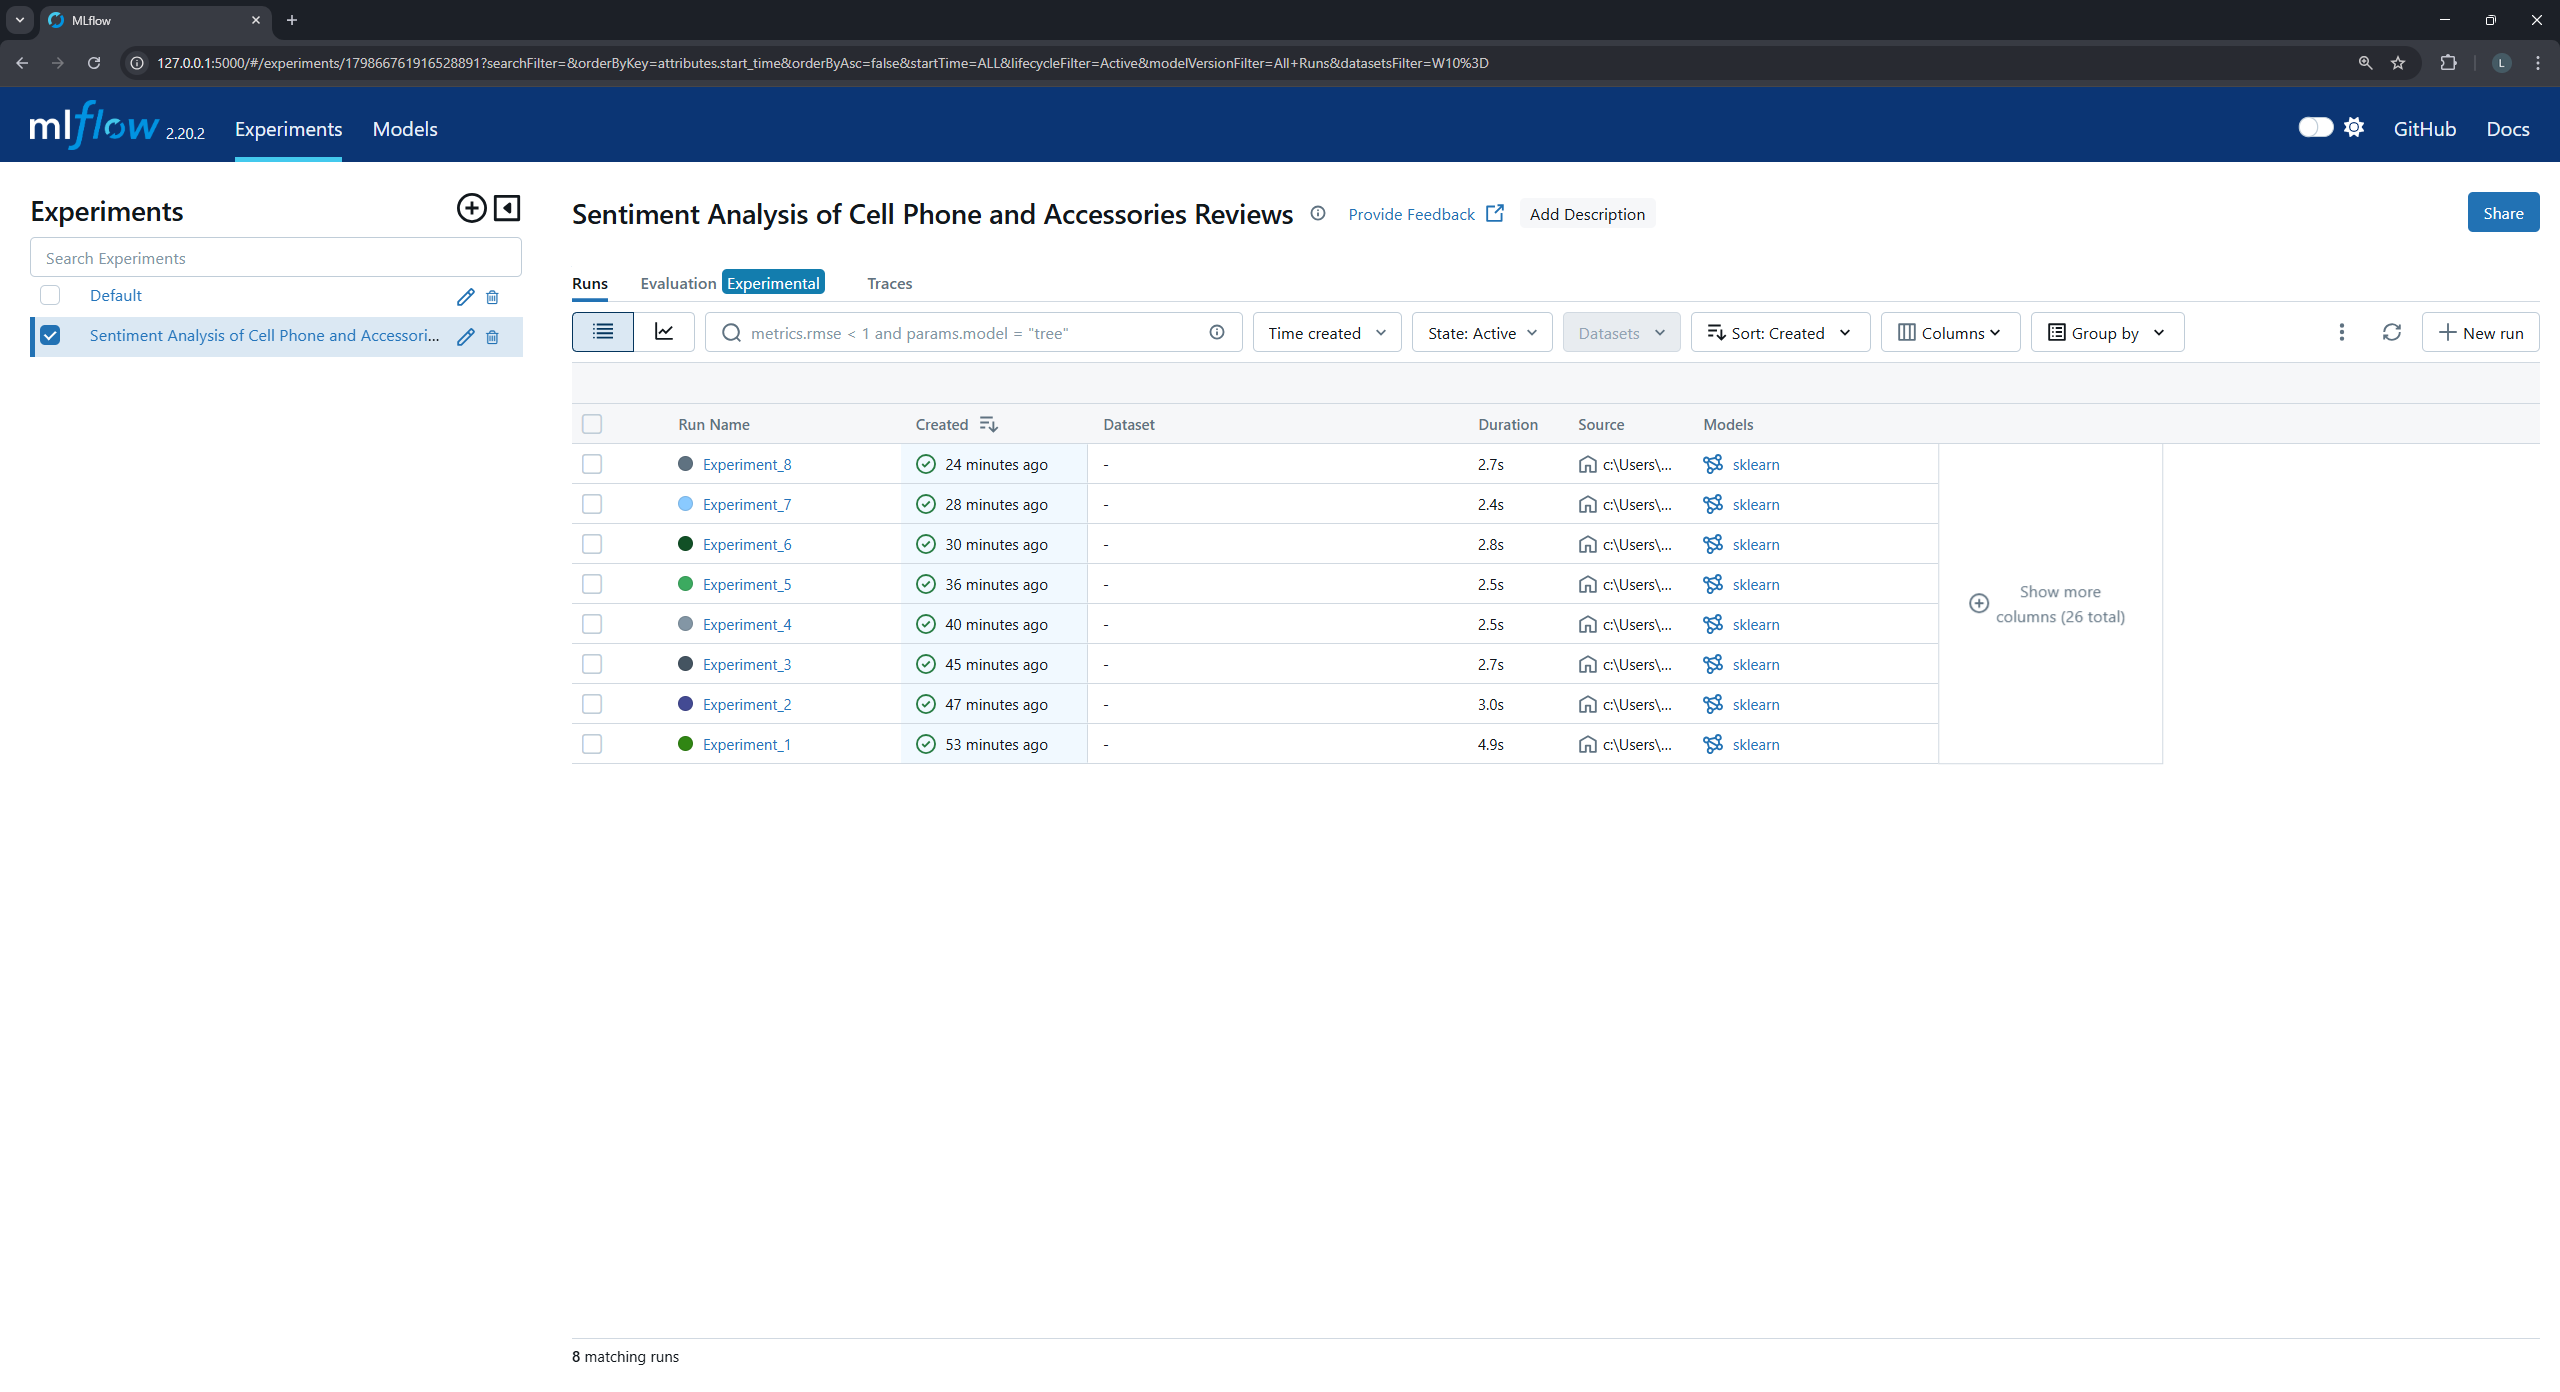 MLflow
127.0.0.1:5000/#/experiments/179866761916528891?searchFilter=&orderByKey=attributes.start_time&orderByAsc=false&startTime=ALL&lifecycleFilter=Active&modelVersionFilter=All+Runs&datasetsFilter=W10%3D
L
mlflow 2.20.2 Experiments Models GitHub Docs
Experiments
Search Experiments
Default
Sentiment Analysis of Cell Phone and Accessori...
Sentiment Analysis of Cell Phone and Accessories Reviews Provide Feedback Add Description Share
Runs Evaluation Experimental Traces
metrics.rmse < 1 and params.model = "tree" Time created State: Active Datasets Sort: Created Columns Group by New run
Run Name Created Dataset Duration Source Models
Experiment_8 24 minutes ago - 2.7s c:\Users\... sklearn
Experiment_7 28 minutes ago - 2.4s c:\Users\... sklearn
Experiment_6 30 minutes ago - 2.8s c:\Users\... sklearn
Experiment_5 36 minutes ago - 2.5s c:\Users\... sklearn
Experiment_4 40 minutes ago - 2.5s c:\Users\... sklearn
Experiment_3 45 minutes ago - 2.7s c:\Users\... sklearn
Experiment_2 47 minutes ago - 3.0s c:\Users\... sklearn
Experiment_1 53 minutes ago - 4.9s c:\Users\... sklearn
Show more
columns (26 total)
8 matching runs